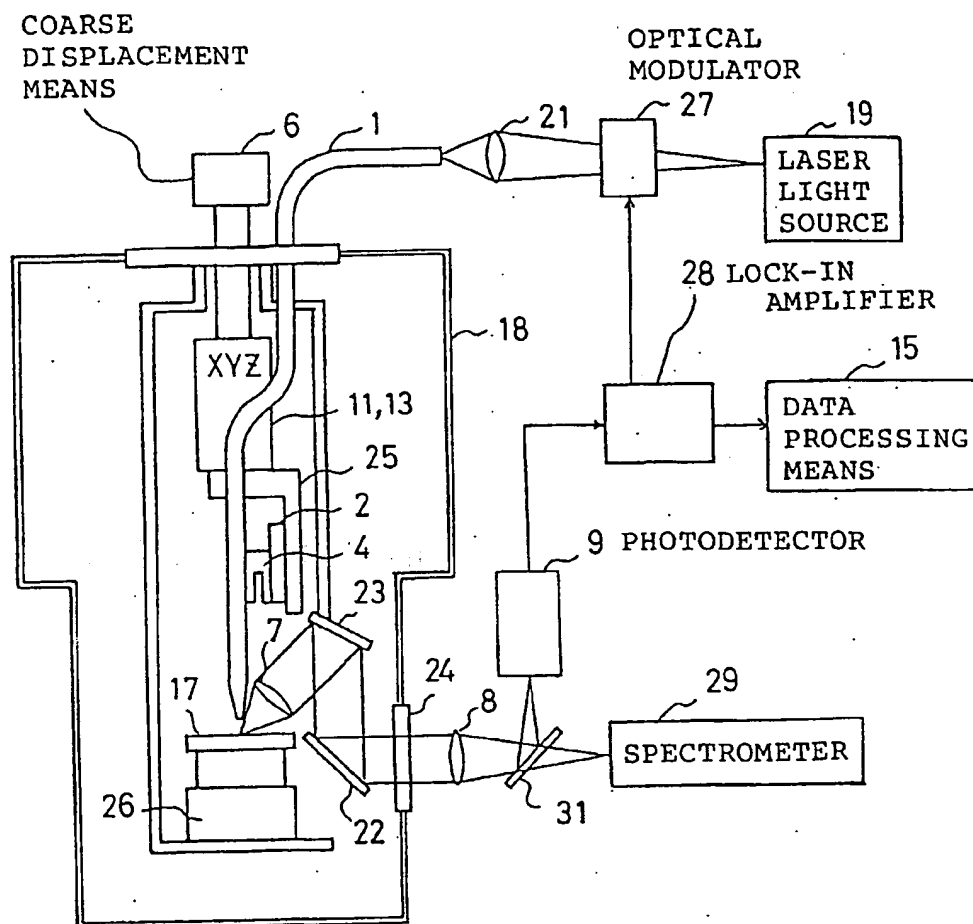 COARSE
DISPLACEMENT
MEANS
OPTICAL
MODULATOR
6
1
21
27
19
LASER
LIGHT
SOURCE
28 LOCK-IN
AMPLIFIER
18
XYZ
15
11,13
DATA
PROCESSING
MEANS
25
2
4
9 PHOTODETECTOR
23
7
24
17
8
29
SPECTROMETER
26
22
31